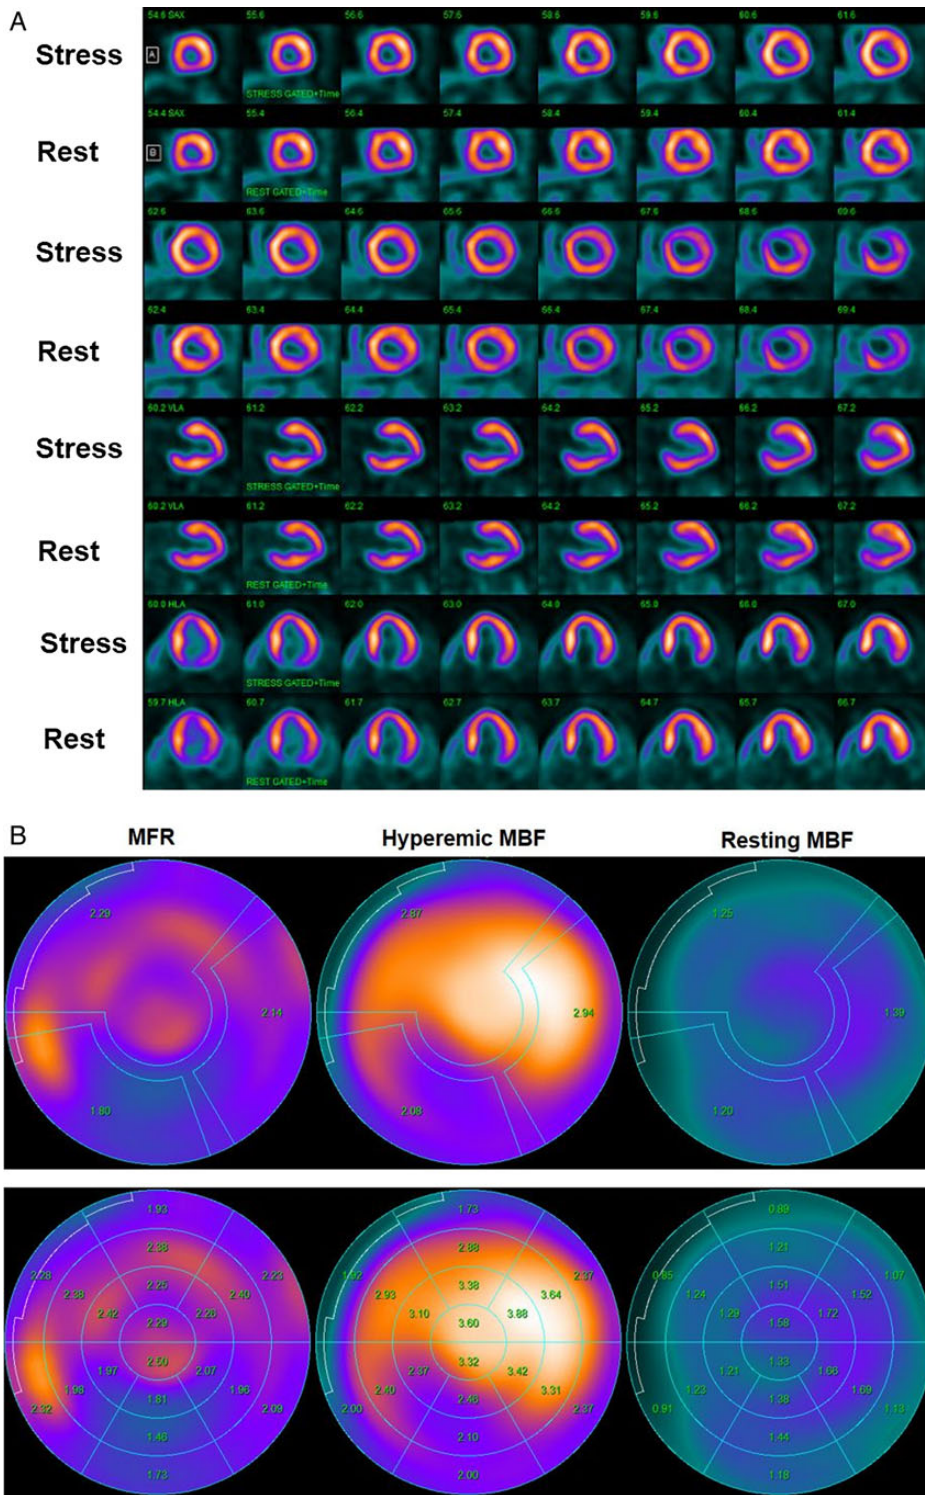 A
54.6 SAX 55.6 56.6 57.6 58.6 59.6 60.6 61.6
Stress
A
STRESS GATED+Time
54.4 SAX 55.4 56.4 57.4 58.4 59.4 60.4 61.4
Rest
B
REST GATED+Time
62.6 63.6 64.6 65.6 66.6 67.6 68.6 69.6
Stress
62.4 63.4 64.4 65.4 66.4 67.4 68.4 69.4
Rest
60.2 VLA 61.2 62.2 63.2 64.2 65.2 66.2 67.2
Stress
STRESS GATED+Time
60.2 VLA 61.2 62.2 63.2 64.2 65.2 66.2 67.2
Rest
REST GATED+Time
60.0 HLA 61.0 62.0 63.0 64.0 65.0 66.0 67.0
Stress
STRESS GATED+Time
59.7 HLA 60.7 61.7 62.7 63.7 64.7 65.7 66.7
Rest
REST GATED+Time
B
MFR Hyperemic MBF Resting MBF
2.29 2.87 1.25
2.14 2.94 1.39
1.80 2.08 1.20
1.93 1.73 0.89
2.38 2.88 1.21
2.28 2.25 2.23 1.92 3.38 2.37 0.85 1.51 1.07
2.38 2.40 2.93 3.64 1.24 1.52
2.42 2.26 3.10 3.88 1.29 1.72
2.29 3.60 1.58
2.50 3.32 1.33
1.97 2.07 2.37 3.42 1.21 1.66
1.98 1.96 2.40 3.31 1.23 1.69
2.32 1.81 2.09 2.00 2.46 2.37 0.91 1.38 1.13
1.46 2.10 1.44
1.73 2.00 1.18